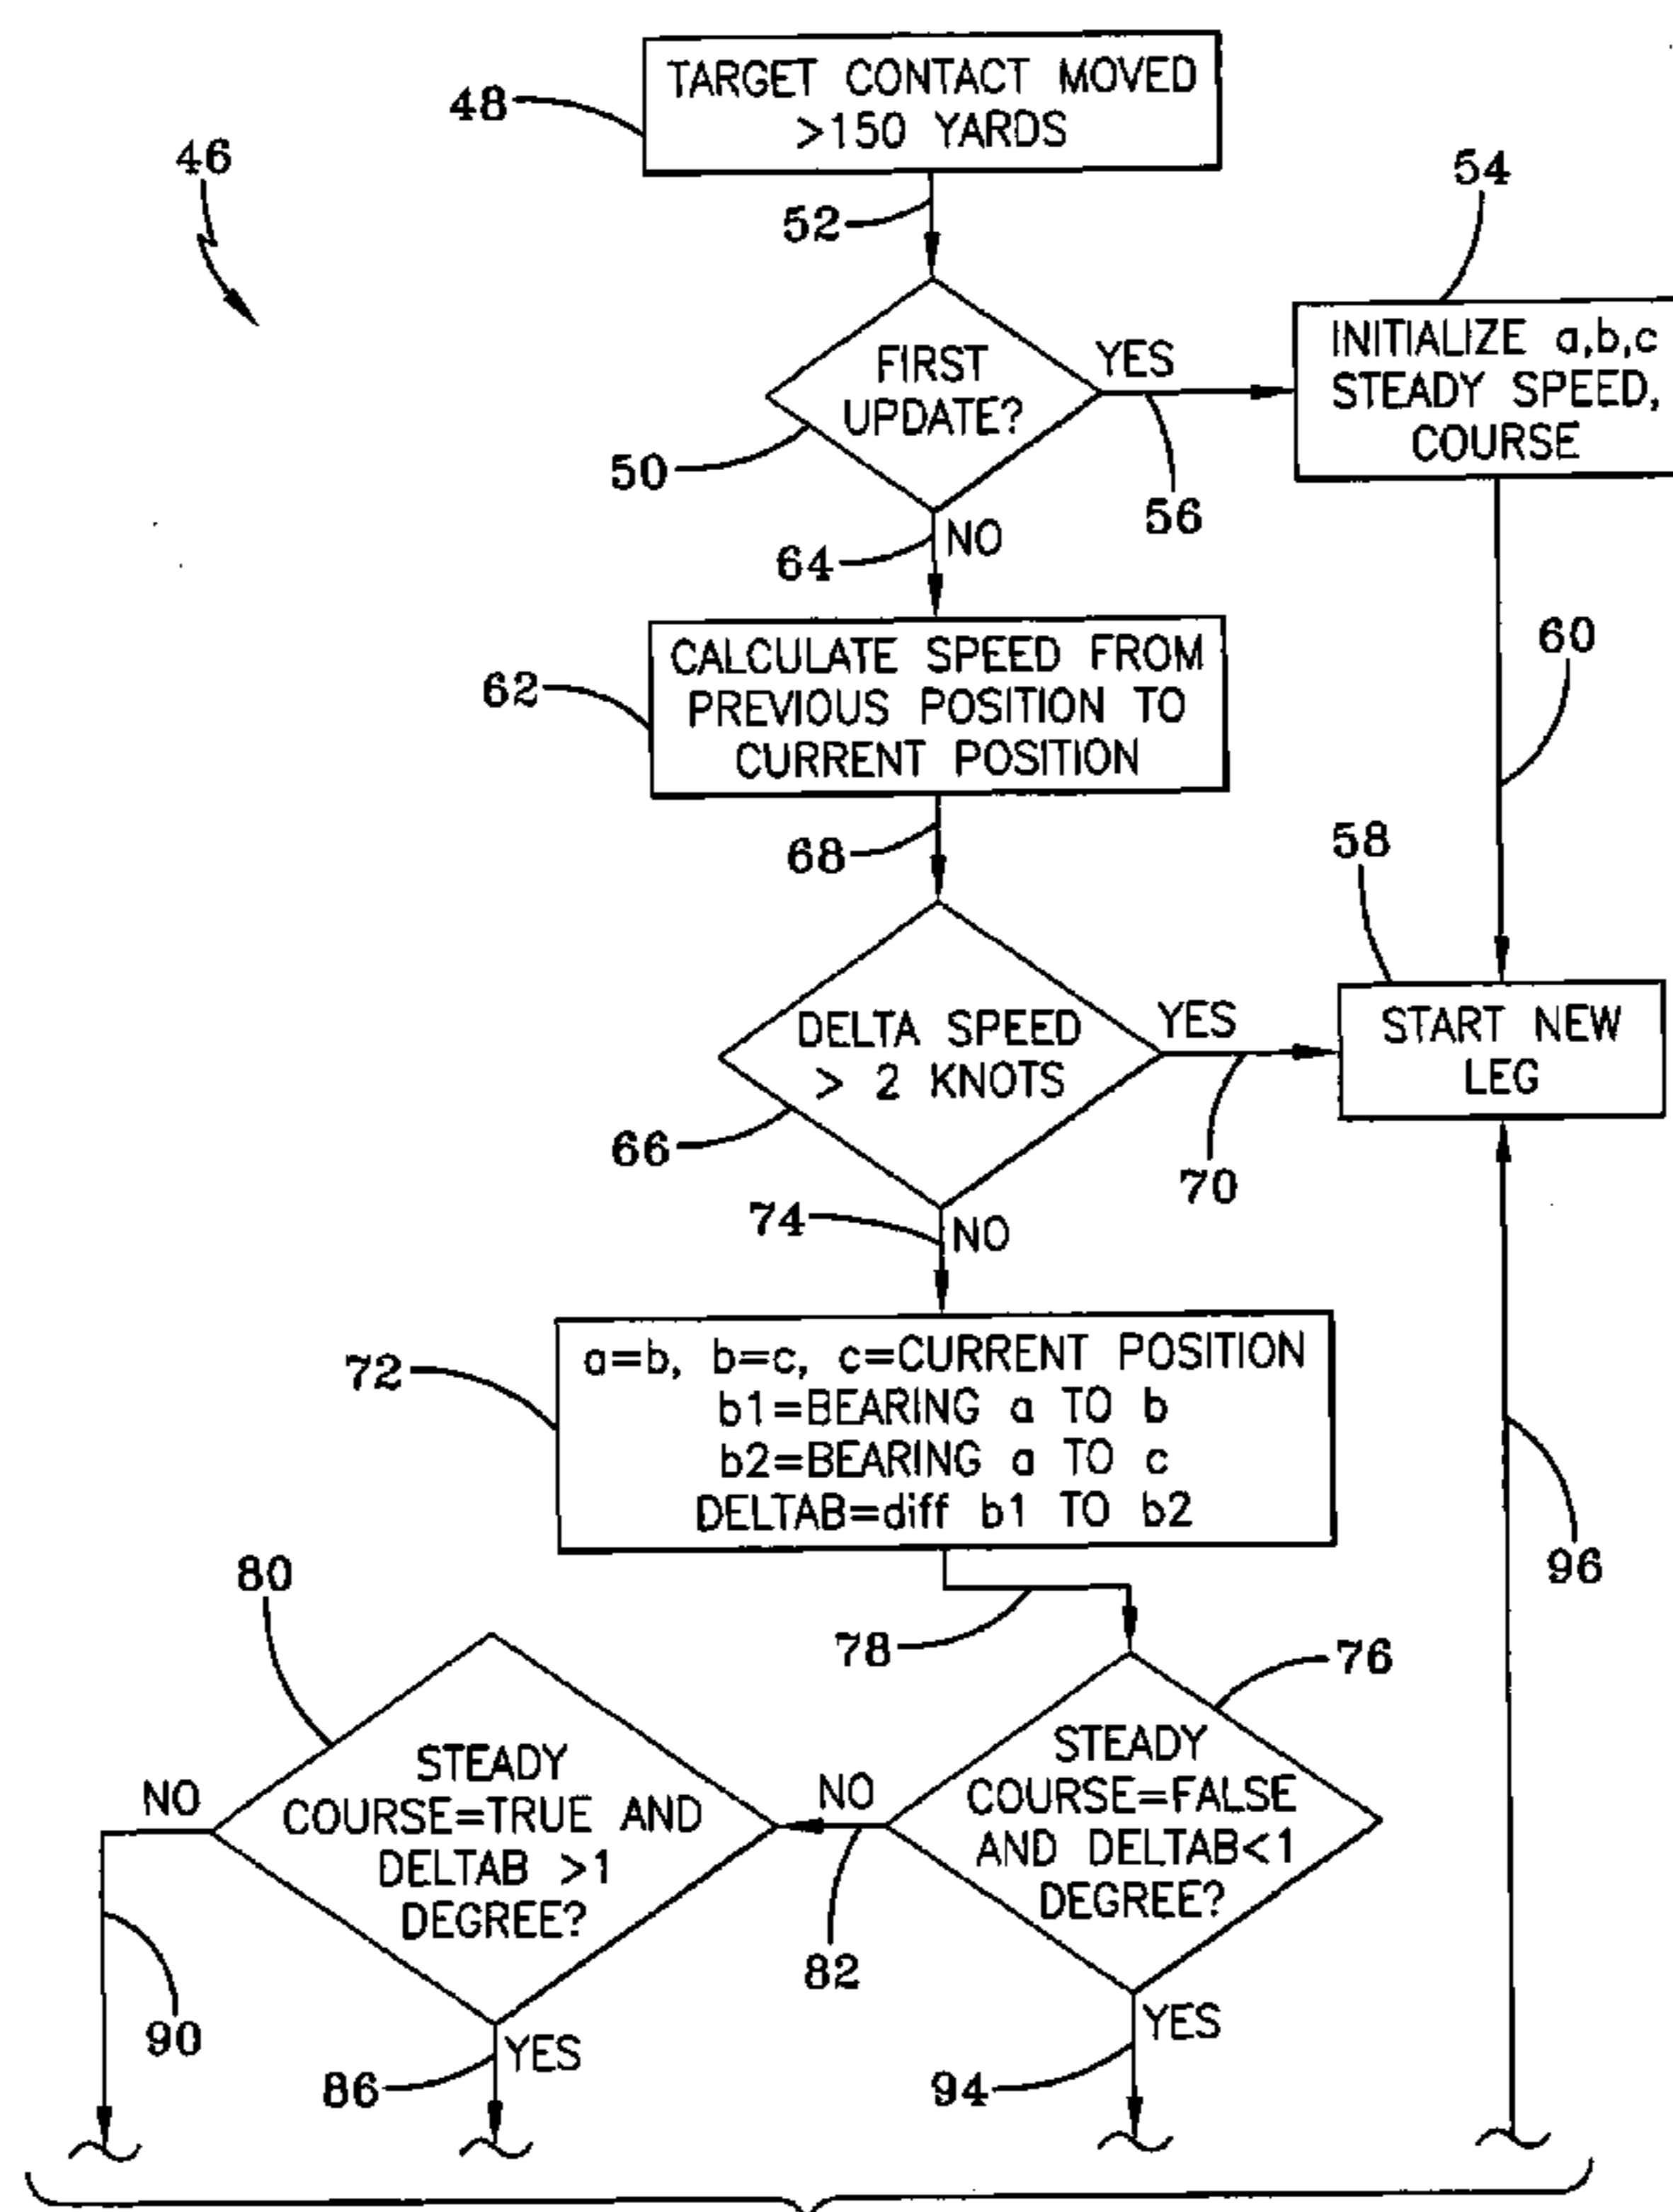 TARGET CONTACT MOVED
>150 YARDS
48
46
52
54
FIRST
UPDATE?
YES
INITIALIZE a,b,c
STEADY SPEED,
COURSE
50
56
64
NO
60
CALCULATE SPEED FROM
PREVIOUS POSITION TO
CURRENT POSITION
62
68
58
DELTA SPEED
> 2 KNOTS
YES
START NEW
LEG
66
70
74
NO
a=b, b=c, c=CURRENT POSITION
b1=BEARING a TO b
b2=BEARING a TO c
DELTAB=diff b1 TO b2
72
96
80
78
76
STEADY
COURSE=TRUE AND
DELTAB >1
DEGREE?
NO
NO
STEADY
COURSE=FALSE
AND DELTAB<1
DEGREE?
82
90
YES
86
YES
94